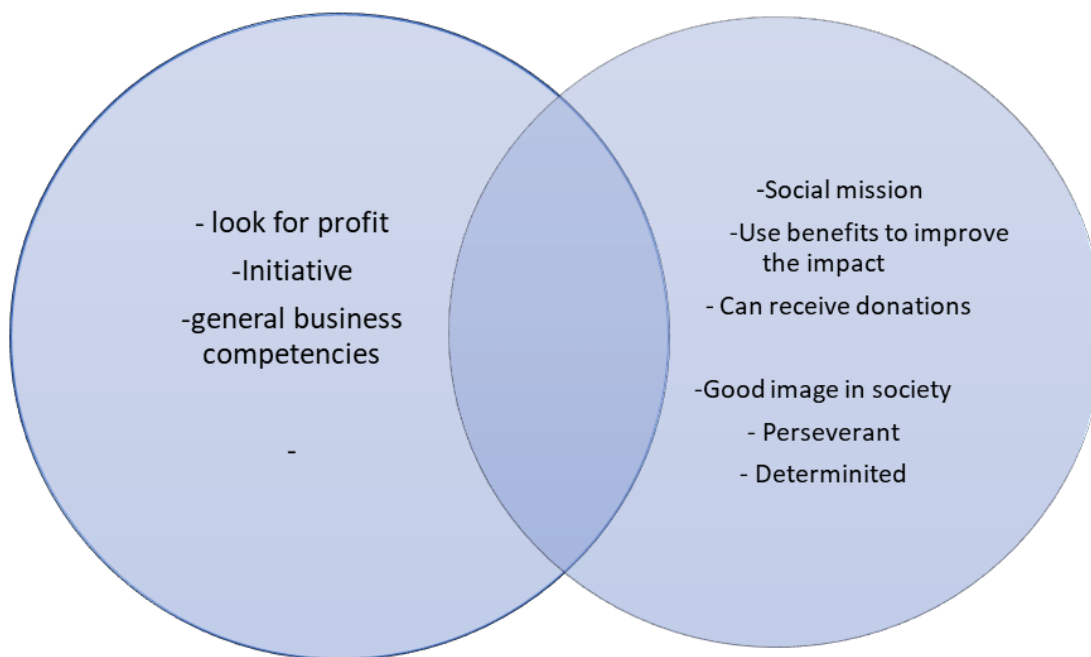 - look for profit
-Initiative
-general business
competencies
-
-Social mission
-Use benefits to improve
the impact
- Can receive donations
-Good image in society
- Perseverant
- Determinited